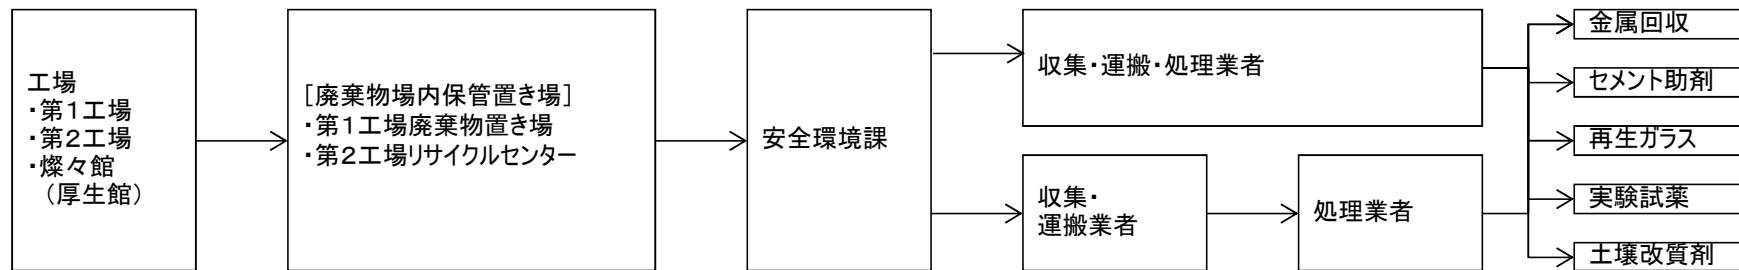 工場
・第1工場
・第2工場
・燦々館
(厚生館)
[廃棄物場内保管置き場]
・第1工場廃棄物置き場
・第2工場リサイクルセンター
安全環境課
収集・運搬・処理業者
収集・
運搬業者
処理業者
金属回収
セメント助剤
再生ガラス
実験試薬
土壌改質剤